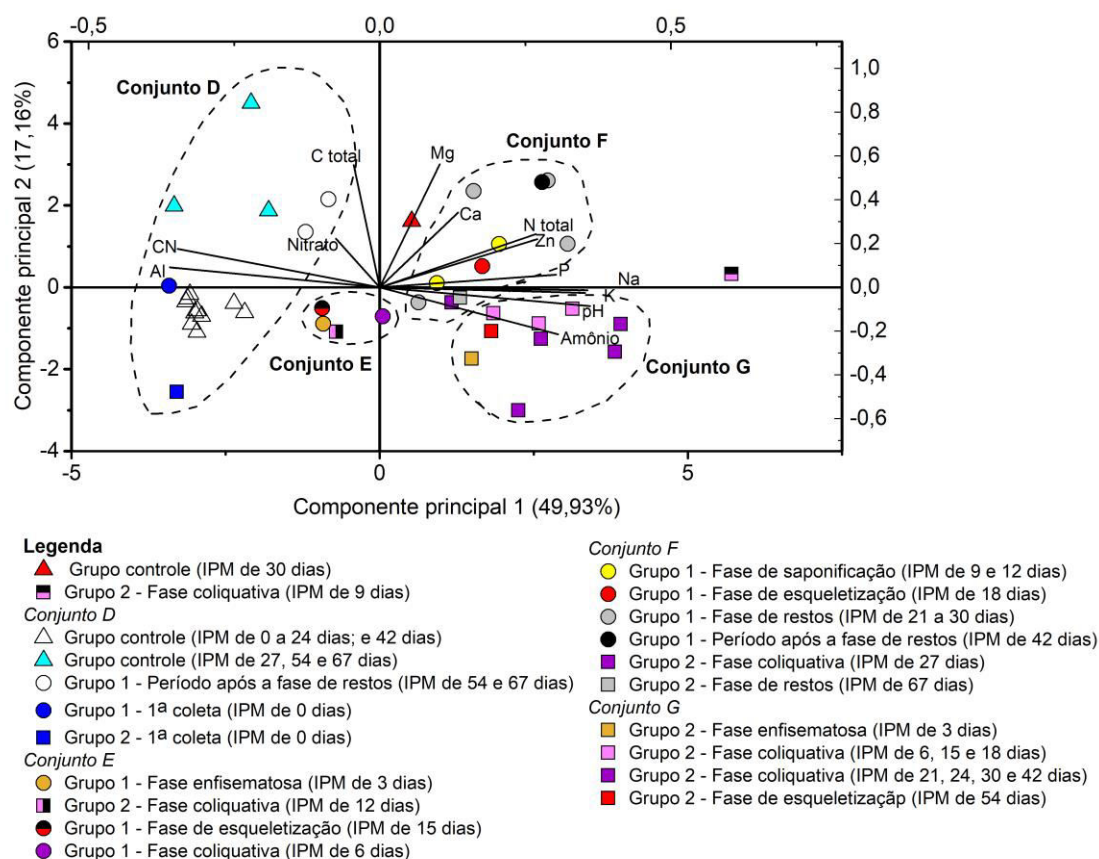 -0,5 0,0 0,5
6
4
2
0
-2
-4
Componente principal 2 (17,16%)
Conjunto D
C total
Mg
Conjunto F
Ca
N total
Zn
CN
Nitrato
Al
P
Na
K
pH
Amônio
Conjunto E
Conjunto G
1,0
0,8
0,6
0,4
0,2
0,0
-0,2
-0,4
-0,6
-5 0 5
Componente principal 1 (49,93%)
Legenda
Grupo controle (IPM de 30 dias)
Grupo 2 - Fase coliquativa (IPM de 9 dias)
Conjunto D
Grupo controle (IPM de 0 a 24 dias; e 42 dias)
Grupo controle (IPM de 27, 54 e 67 dias)
Grupo 1 - Período após a fase de restos (IPM de 54 e 67 dias)
Grupo 1 - 1ª coleta (IPM de 0 dias)
Grupo 2 - 1ª coleta (IPM de 0 dias)
Conjunto E
Grupo 1 - Fase enfisematosa (IPM de 3 dias)
Grupo 2 - Fase coliquativa (IPM de 12 dias)
Grupo 1 - Fase de esqueletização (IPM de 15 dias)
Grupo 1 - Fase coliquativa (IPM de 6 dias)
Conjunto F
Grupo 1 - Fase de saponificação (IPM de 9 e 12 dias)
Grupo 1 - Fase de esqueletização (IPM de 18 dias)
Grupo 1 - Fase de restos (IPM de 21 a 30 dias)
Grupo 1 - Período após a fase de restos (IPM de 42 dias)
Grupo 2 - Fase coliquativa (IPM de 27 dias)
Grupo 2 - Fase de restos (IPM de 67 dias)
Conjunto G
Grupo 2 - Fase enfisematosa (IPM de 3 dias)
Grupo 2 - Fase coliquativa (IPM de 6, 15 e 18 dias)
Grupo 2 - Fase coliquativa (IPM de 21, 24, 30 e 42 dias)
Grupo 2 - Fase de esqueletizaçp (IPM de 54 dias)